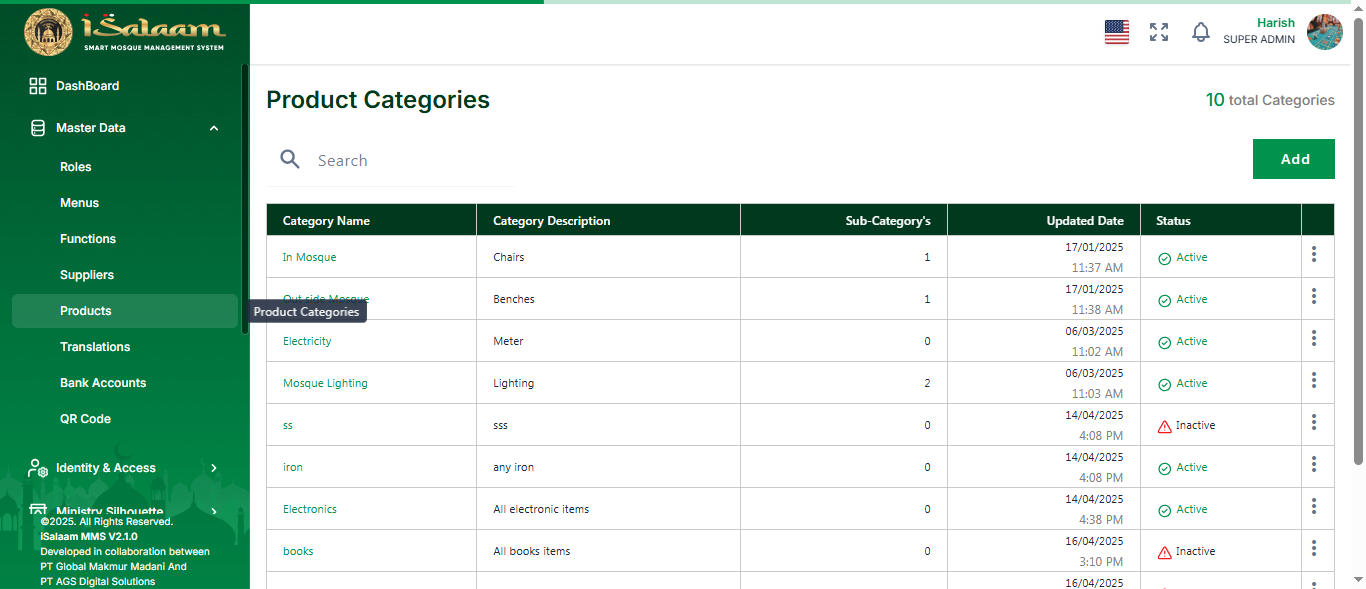 iSalaam
SMART MOSQUE MANAGEMENT SYSTEM
Harish
SUPER ADMIN
DashBoard
Master Data
Roles
Menus
Functions
Suppliers
Products
Translations
Bank Accounts
QR Code
Identity & Access
Ministry Silhouette
©2025. All Rights Reserved.
iSalaam MMS V2.1.0
Developed in collaboration between
PT Global Makmur Madani And
PT AGS Digital Solutions
Product Categories
10 total Categories
Search
Add
Category Name Category Description Sub-Category's Updated Date Status
In Mosque Chairs 1 17/01/2025 11:37 AM Active
Out side Mosque Benches 1 17/01/2025 11:38 AM Active
Product Categories
Electricity Meter 0 06/03/2025 11:02 AM Active
Mosque Lighting Lighting 2 06/03/2025 11:03 AM Active
ss sss 0 14/04/2025 4:08 PM Inactive
iron any iron 0 14/04/2025 4:08 PM Active
Electronics All electronic items 0 14/04/2025 4:38 PM Active
books All books items 0 16/04/2025 3:10 PM Inactive
16/04/2025